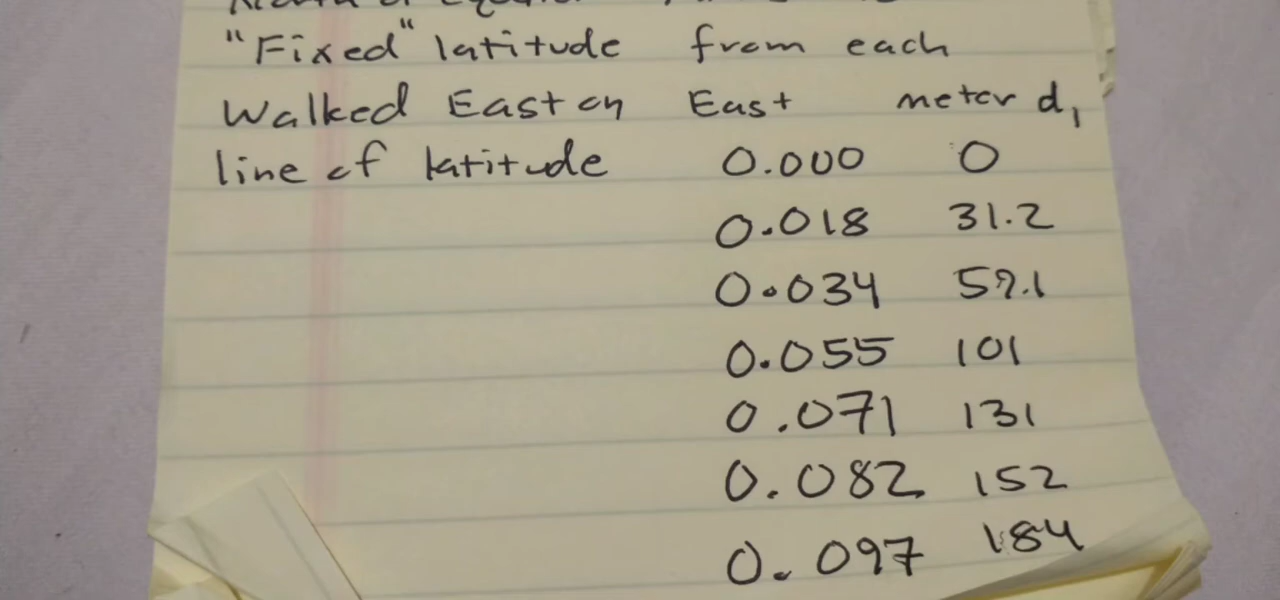 "Fixed" latitude from each
Walked East on East meter d₁
line of latitude 0.000 0
0.018 31.2
0.034 59.1
0.055 101
0.071 131
0.082 152
0.097 184